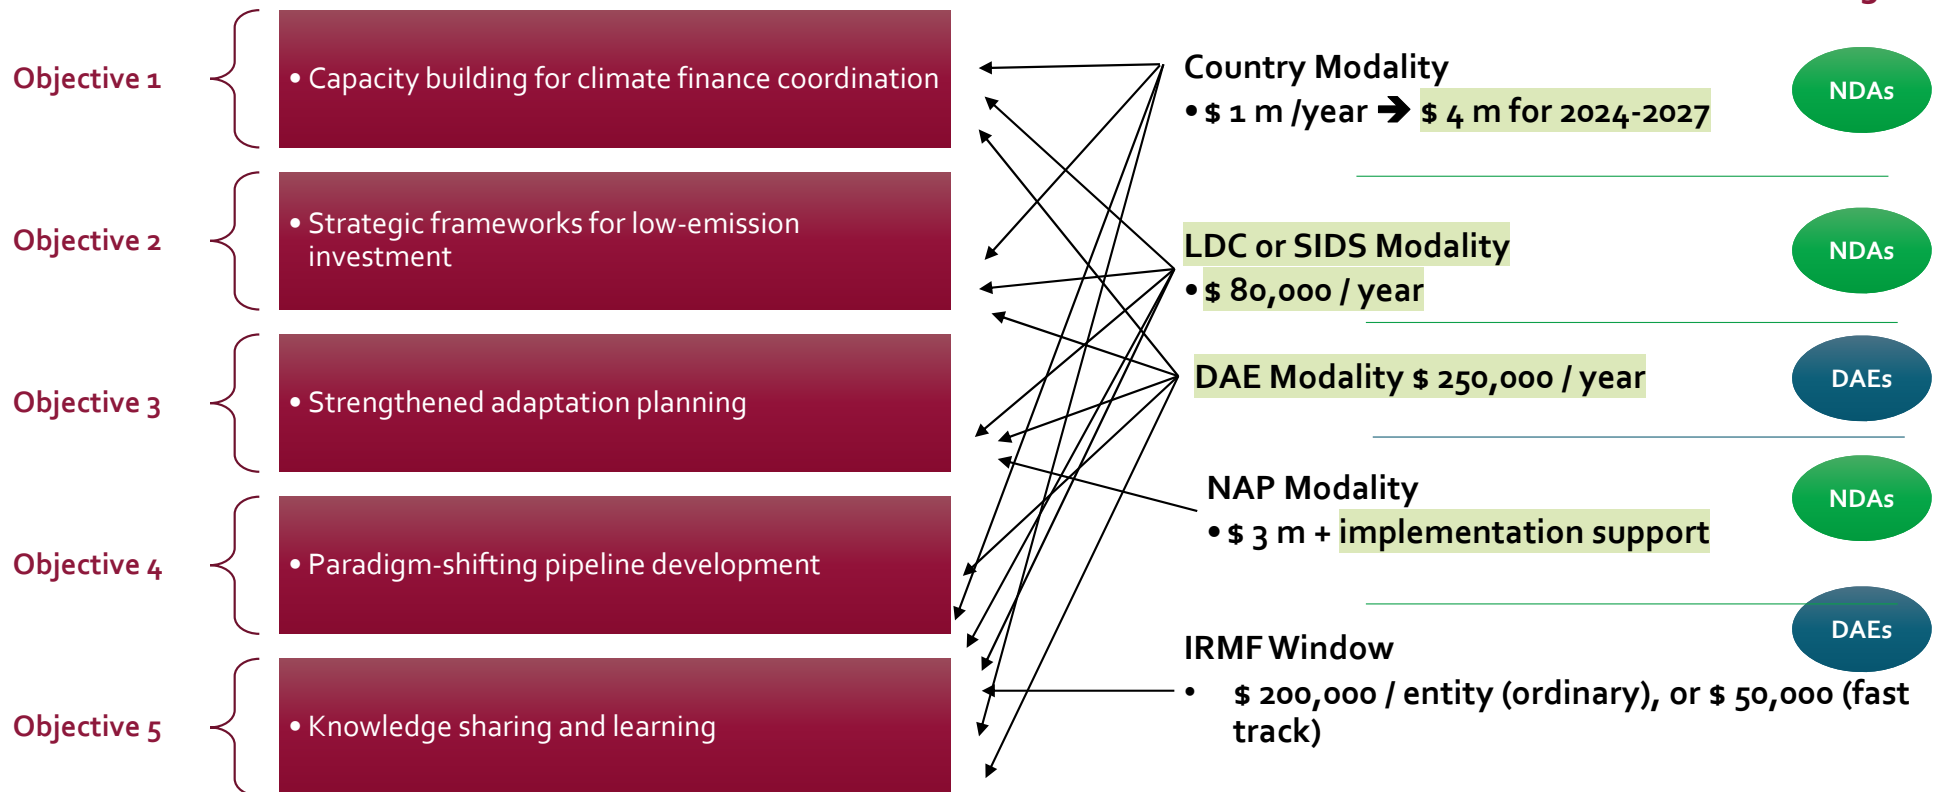 Objective 1
• Capacity building for climate finance coordination
Objective 2
• Strategic frameworks for low-emission
investment
Objective 3
• Strengthened adaptation planning
Objective 4
• Paradigm-shifting pipeline development
Objective 5
• Knowledge sharing and learning
Country Modality
• $ 1 m /year ➔ $ 4 m for 2024-2027
NDAs
LDC or SIDS Modality
• $ 80,000 / year
NDAs
DAE Modality $ 250,000 / year
DAEs
NAP Modality
• $ 3 m + implementation support
NDAs
IRMF Window
• $ 200,000 / entity (ordinary), or $ 50,000 (fast
track)
DAEs